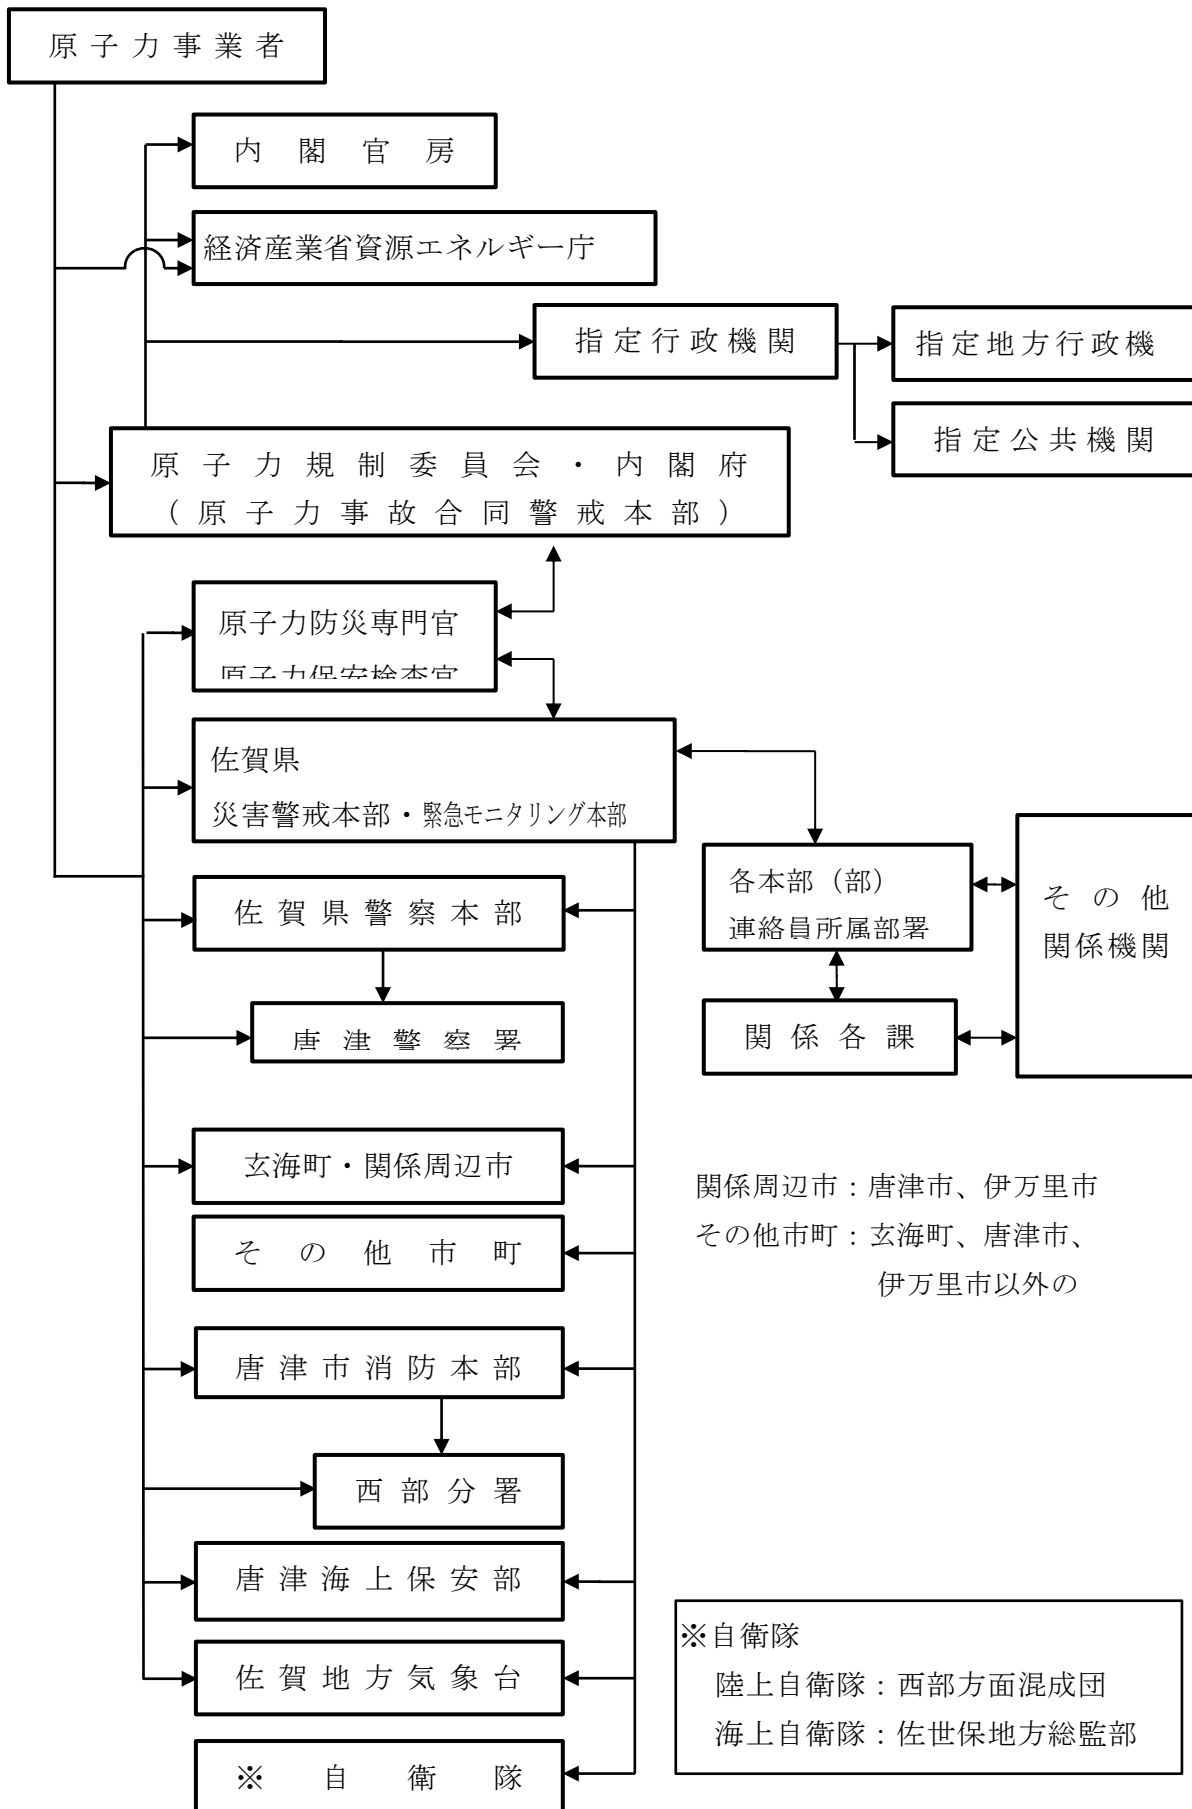 原子力事業者
内閣官房
経済産業省資源エネルギー庁
指定行政機関
指定地方行政機
指定公共機関
原子力規制委員会・内閣府
(原子力事故合同警戒本部)
原子力防災専門官
原子力保安検査官
佐賀県
災害警戒本部・緊急モニタリング本部
各本部（部）
連絡員所属部署
その他
関係機関
佐賀県警察本部
唐津警察署
関係各課
玄海町・関係周辺市
その他市町
関係周辺市：唐津市、伊万里市
その他市町：玄海町、唐津市、
伊万里市以外の
唐津市消防本部
西部分署
唐津海上保安部
佐賀地方気象台
※自衛隊
※自衛隊
陸上自衛隊：西部方面混成団
海上自衛隊：佐世保地方総監部